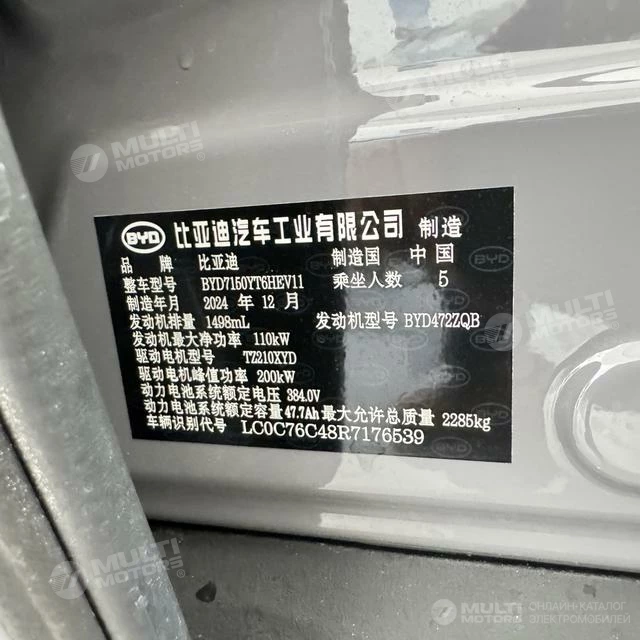 MULTI
MOTORS
BYD 比亚迪汽车工业有限公司 制造
品牌 比亚迪 制造国 中国
整车型号 BYD7150YT6HEV11 乘坐人数 5
制造年月 2024年12月
发动机排量 1498mL 发动机型号 BYD472ZQB
发动机最大净功率 110kW
驱动电机型号 TZ210XYD
驱动电机峰值功率 200kW
动力电池系统额定电压 384.0V
动力电池系统额定容量 47.7Ah 最大允许总质量 2285kg
车辆识别代号 LC0C76C48R7176539
MULTI
MOTORS
MULTI
MOTORS
ОНЛАЙН-КАТАЛОГ
ЭЛЕКТРОМОБИЛЕЙ